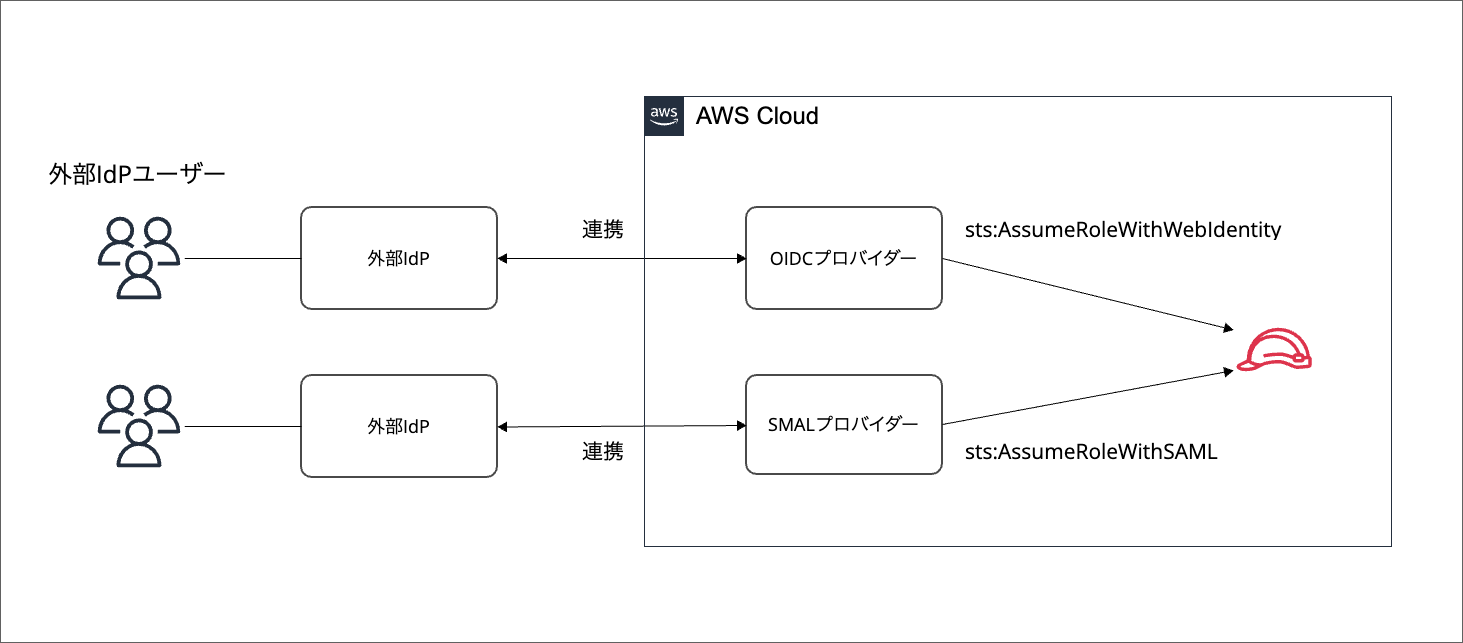 aws
AWS Cloud
外部IdPユーザー
外部IdP
連携
OIDCプロバイダー
sts:AssumeRoleWithWebIdentity
外部IdP
連携
SMALプロバイダー
sts:AssumeRoleWithSAML